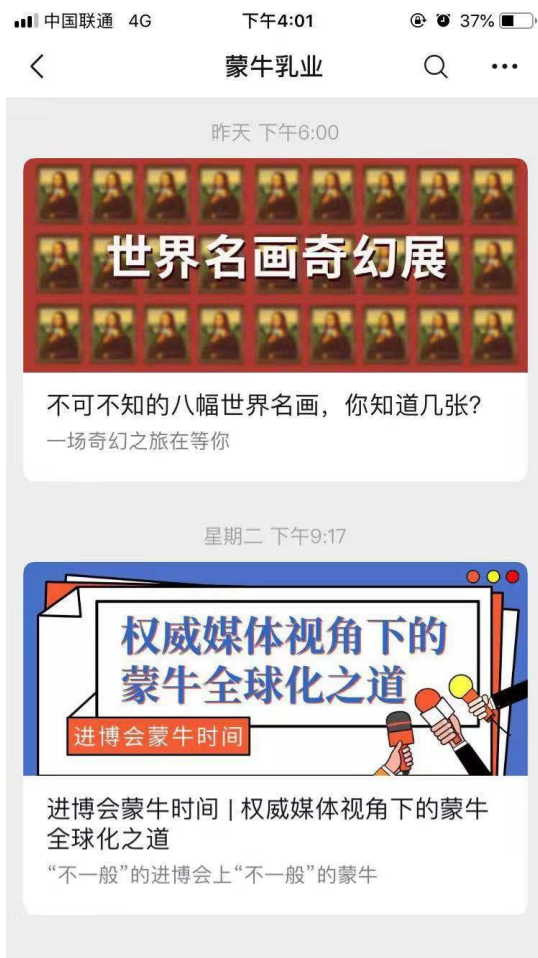 中国联通 4G 下午4:01 37%
蒙牛乳业
昨天 下午6:00
世界名画奇幻展
不可不知的八幅世界名画，你知道几张？
一场奇幻之旅在等你
星期二 下午9:17
权威媒体视角下的
蒙牛全球化之道
进博会蒙牛时间
进博会蒙牛时间 | 权威媒体视角下的蒙牛
全球化之道
“不一般”的进博会上“不一般”的蒙牛